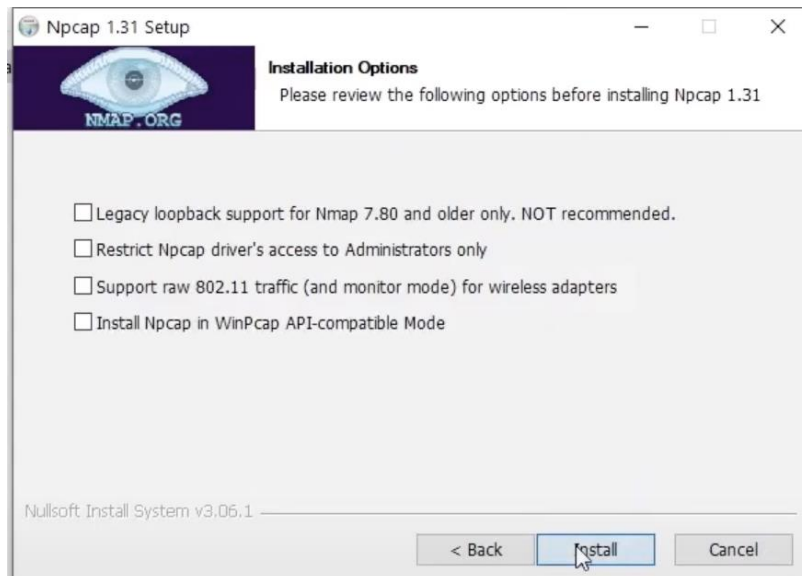 Npcap 1.31 Setup
NMAP.ORG
Installation Options
Please review the following options before installing Npcap 1.31
Legacy loopback support for Nmap 7.80 and older only. NOT recommended.
Restrict Npcap driver's access to Administrators only
Support raw 802.11 traffic (and monitor mode) for wireless adapters
Install Npcap in WinPcap API-compatible Mode
Nullsoft Install System v3.06.1
< Back Install Cancel